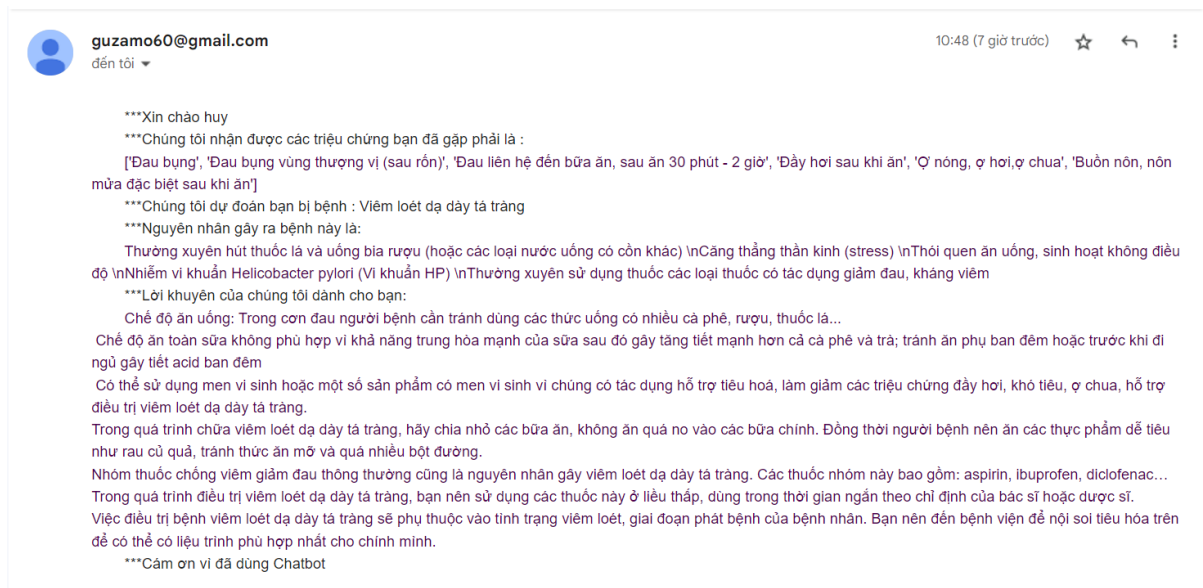 guzamo60@gmail.com
10:48 (7 giờ trước)
đến tôi
***Xin chào huy
***Chúng tôi nhận được các triệu chứng bạn đã gặp phải là :
['Đau bụng', 'Đau bụng vùng thượng vị (sau rốn)', 'Đau liên hệ đến bữa ăn, sau ăn 30 phút - 2 giờ', 'Đầy hơi sau khi ăn', 'Ợ nóng, ợ hơi,ợ chua', 'Buồn nôn, nôn
mửa đặc biệt sau khi ăn']
***Chúng tôi dự đoán bạn bị bệnh : Viêm loét dạ dày tá tràng
***Nguyên nhân gây ra bệnh này là:
Thường xuyên hút thuốc lá và uống bia rượu (hoặc các loại nước uống có cồn khác) \nCăng thẳng thần kinh (stress) \nThói quen ăn uống, sinh hoạt không điều
độ \nNhiễm vi khuẩn Helicobacter pylori (Vi khuẩn HP) \nThường xuyên sử dụng thuốc các loại thuốc có tác dụng giảm đau, kháng viêm
***Lời khuyên của chúng tôi dành cho bạn:
Chế độ ăn uống: Trong cơn đau người bệnh cần tránh dùng các thức uống có nhiều cà phê, rượu, thuốc lá...
Chế độ ăn toàn sữa không phù hợp vì khả năng trung hòa mạnh của sữa sau đó gây tăng tiết mạnh hơn cả cà phê và trà; tránh ăn phụ ban đêm hoặc trước khi đi
ngủ gây tiết acid ban đêm
Có thể sử dụng men vi sinh hoặc một số sản phẩm có men vi sinh vì chúng có tác dụng hỗ trợ tiêu hoá, làm giảm các triệu chứng đầy hơi, khó tiêu, ợ chua, hỗ trợ
điều trị viêm loét dạ dày tá tràng.
Trong quá trình chữa viêm loét dạ dày tá tràng, hãy chia nhỏ các bữa ăn, không ăn quá no vào các bữa chính. Đồng thời người bệnh nên ăn các thực phẩm dễ tiêu
như rau củ quả, tránh thức ăn mỡ và quá nhiều bột đường.
Nhóm thuốc chống viêm giảm đau thông thường cũng là nguyên nhân gây viêm loét dạ dày tá tràng. Các thuốc nhóm này bao gồm: aspirin, ibuprofen, diclofenac…
Trong quá trình điều trị viêm loét dạ dày tá tràng, bạn nên sử dụng các thuốc này ở liều thấp, dùng trong thời gian ngắn theo chỉ định của bác sĩ hoặc dược sĩ.
Việc điều trị bệnh viêm loét dạ dày tá tràng sẽ phụ thuộc vào tình trạng viêm loét, giai đoạn phát bệnh của bệnh nhân. Bạn nên đến bệnh viện để nội soi tiêu hóa trên
để có thể có liệu trình phù hợp nhất cho chính mình.
***Cám ơn vì đã dùng Chatbot